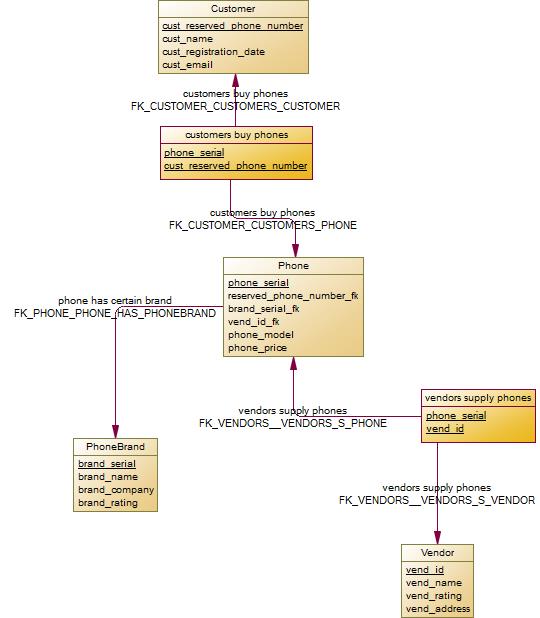 Customer
cust_reserved_phone_number
cust_name
cust_registration_date
cust_email
customers buy phones
FK_CUSTOMER_CUSTOMERS_CUSTOMER
customers buy phones
phone_serial
cust_reserved_phone_number
customers buy phones
FK_CUSTOMER_CUSTOMERS_PHONE
Phone
phone_serial
reserved_phone_number_fk
brand_serial_fk
vend_id_fk
phone_model
phone_price
phone has certain brand
FK_PHONE_PHONE_HAS_PHONEBRAND
vendors supply phones
phone_serial
vend_id
vendors supply phones
FK_VENDORS__VENDORS_S_PHONE
PhoneBrand
brand_serial
brand_name
brand_company
brand_rating
vendors supply phones
FK_VENDORS__VENDORS_S_VENDOR
Vendor
vend_id
vend_name
vend_rating
vend_address